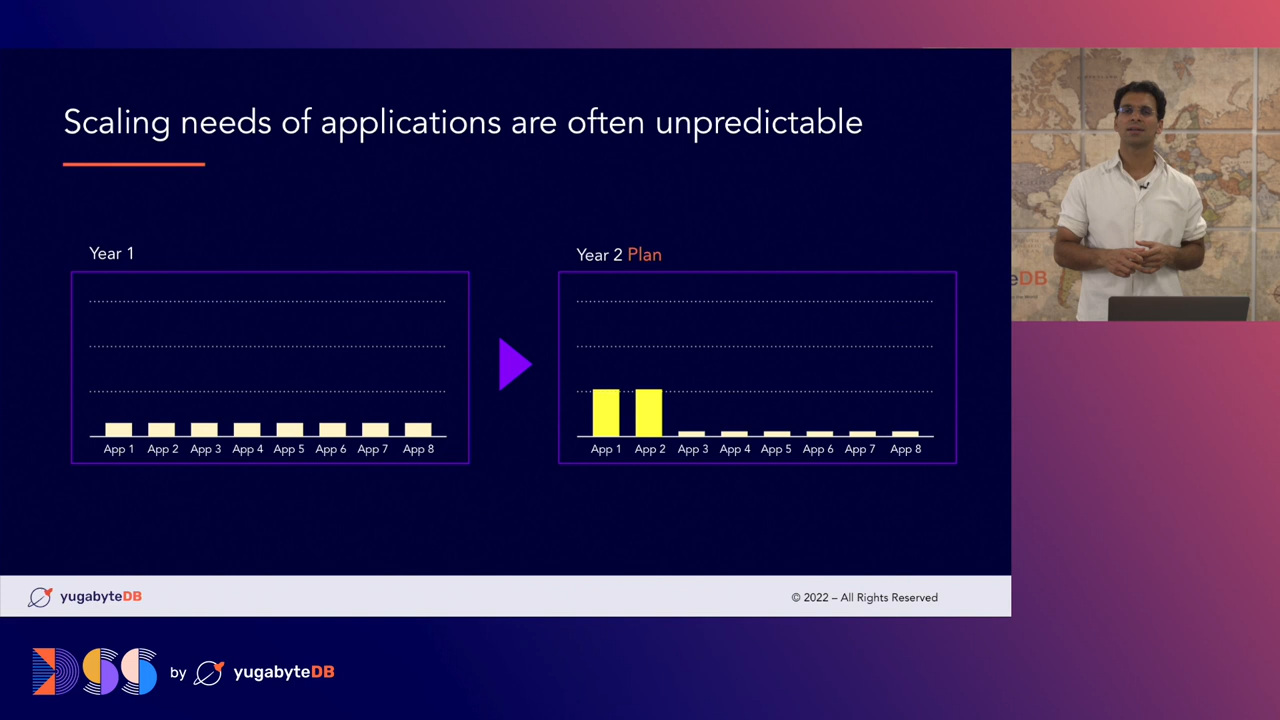 Scaling needs of applications are often unpredictable
Year 1
App 1 App 2 App 3 App 4 App 5 App 6 App 7 App 8
Year 2 Plan
App 1 App 2 App 3 App 4 App 5 App 6 App 7 App 8
yugabyteDB
© 2022 – All Rights Reserved
eDB
DSS by yugabyteDB